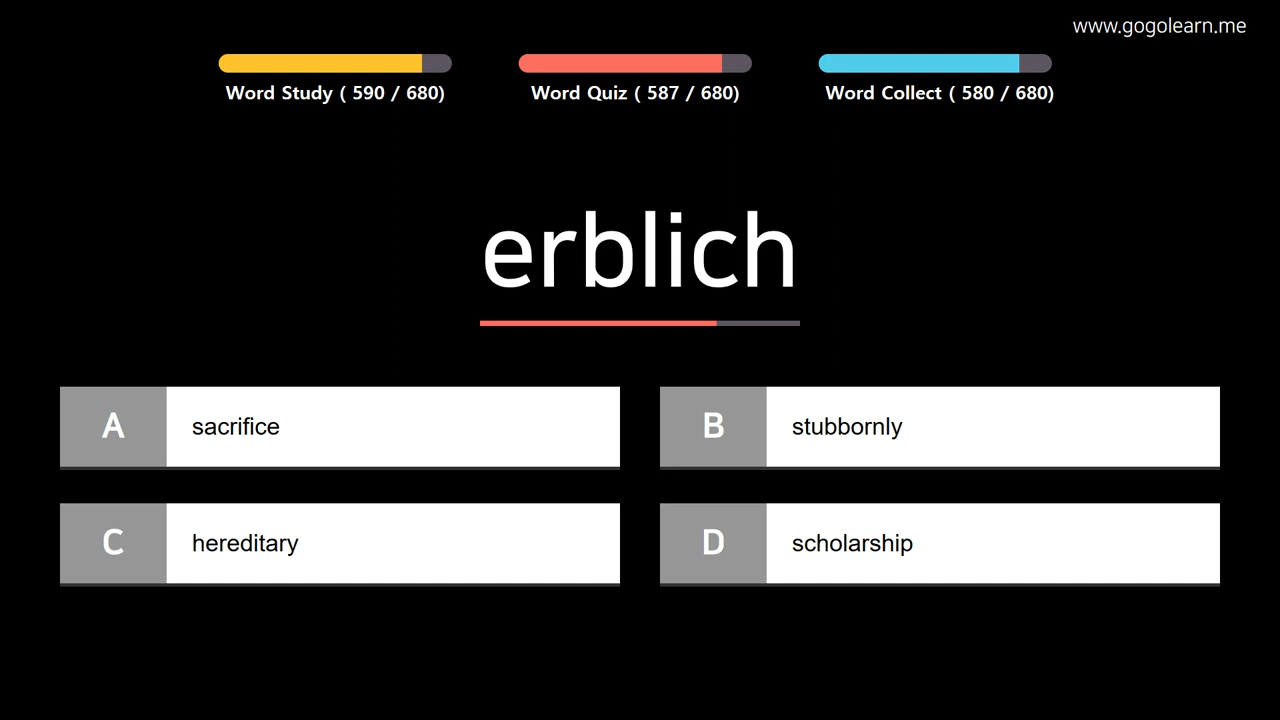 www.gogolearn.me
Word Study ( 590 / 680)
Word Quiz ( 587 / 680)
Word Collect ( 580 / 680)
erblich
A sacrifice
B stubbornly
C hereditary
D scholarship